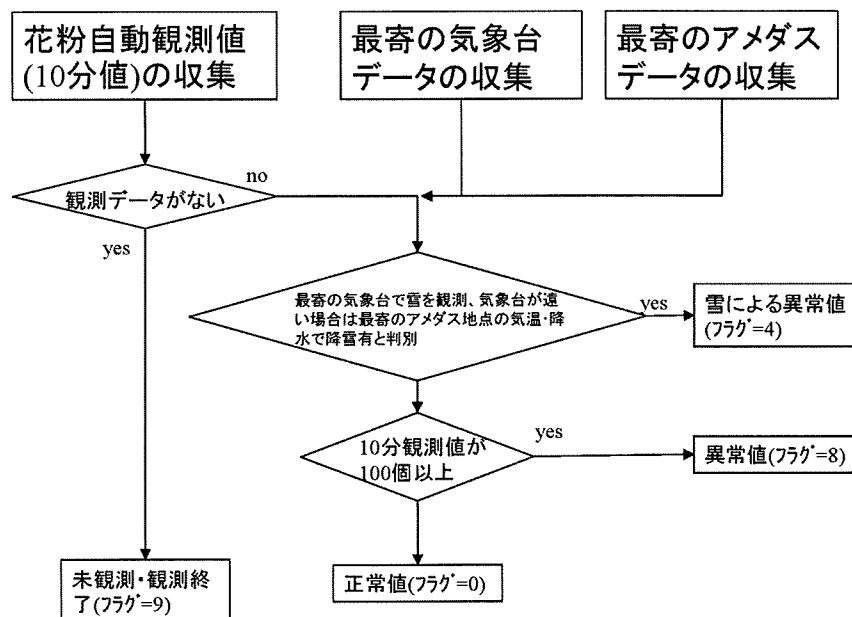 花粉自動観測値
(10分値)の収集
最寄の気象台
データの収集
最寄のアメダス
データの収集
no
観測データがない
yes
最寄の気象台で雪を観測、気象台が遠
い場合は最寄のアメダス地点の気温・降
水で降雪有と判別
yes
雪による異常値
(ﾌﾗｸﾞ=4)
10分観測値が
100個以上
yes
異常値(ﾌﾗｸﾞ=8)
未観測・観測終
了(ﾌﾗｸﾞ=9)
正常値(ﾌﾗｸﾞ=0)